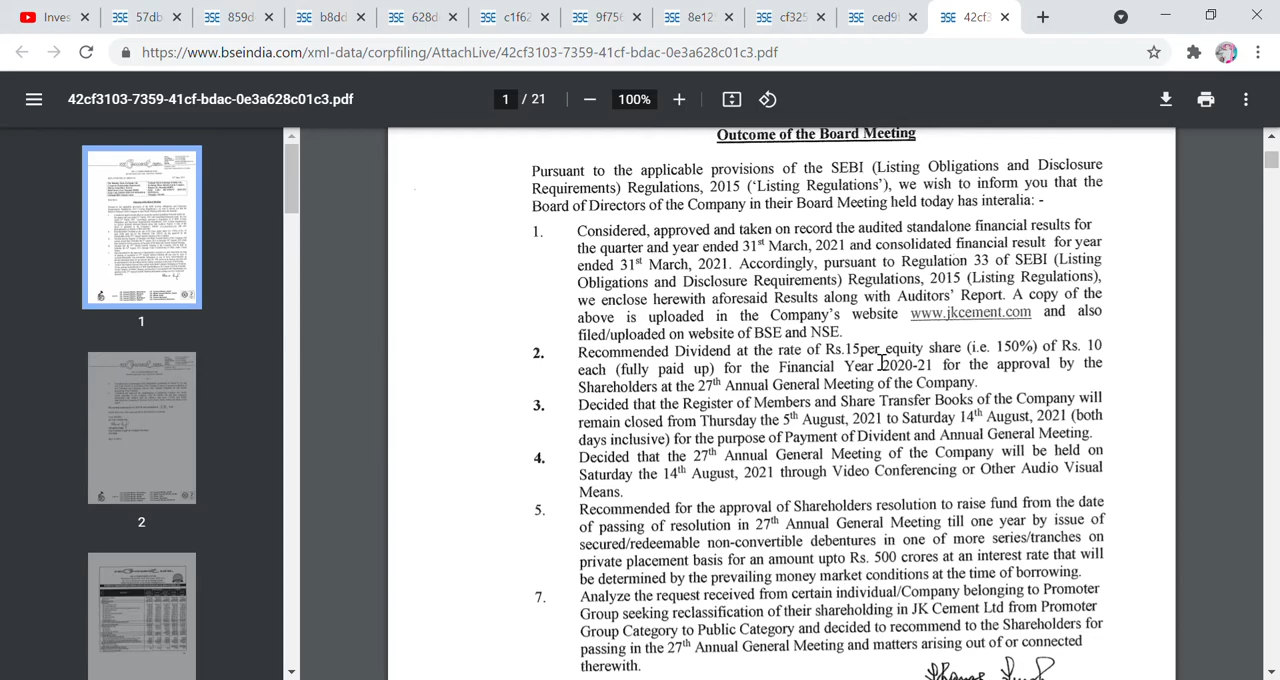 Inves
57db
859d
b8dd
628d
c1f62
9f756
8e12
cf325
ced9
42cf3
https://www.bseindia.com/xml-data/corpfiling/AttachLive/42cf3103-7359-41cf-bdac-0e3a628c01c3.pdf
42cf3103-7359-41cf-bdac-0e3a628c01c3.pdf
1 / 21
100%
1
2
Outcome of the Board Meeting
Pursuant to the applicable provisions of the SEBI (Listing Obligations and Disclosure
Requirements) Regulations, 2015 ('Listing Regulations'), we wish to inform you that the
Board of Directors of the Company in their Board Meeting held today has interalia: -
1. Considered, approved and taken on record the audited standalone financial results for
the quarter and year ended 31st March, 2021 and consolidated financial result for year
ended 31st March, 2021. Accordingly, pursuant to Regulation 33 of SEBI (Listing
Obligations and Disclosure Requirements) Regulations, 2015 (Listing Regulations),
we enclose herewith aforesaid Results along with Auditors' Report. A copy of the
above is uploaded in the Company's website www.jkcement.com and also
filed/uploaded on website of BSE and NSE.
2. Recommended Dividend at the rate of Rs.15per equity share (i.e. 150%) of Rs. 10
each (fully paid up) for the Financial Year 2020-21 for the approval by the
Shareholders at the 27th Annual General Meeting of the Company.
3. Decided that the Register of Members and Share Transfer Books of the Company will
remain closed from Thursday the 5th August, 2021 to Saturday 14th August, 2021 (both
days inclusive) for the purpose of Payment of Divident and Annual General Meeting.
4. Decided that the 27th Annual General Meeting of the Company will be held on
Saturday the 14th August, 2021 through Video Conferencing or Other Audio Visual
Means.
5. Recommended for the approval of Shareholders resolution to raise fund from the date
of passing of resolution in 27th Annual General Meeting till one year by issue of
secured/redeemable non-convertible debentures in one of more series/tranches on
private placement basis for an amount upto Rs. 500 crores at an interest rate that will
be determined by the prevailing money market conditions at the time of borrowing.
7. Analyze the request received from certain individual/Company belonging to Promoter
Group seeking reclassification of their shareholding in JK Cement Ltd from Promoter
Group Category to Public Category and decided to recommend to the Shareholders for
passing in the 27th Annual General Meeting and matters arising out of or connected
therewith.